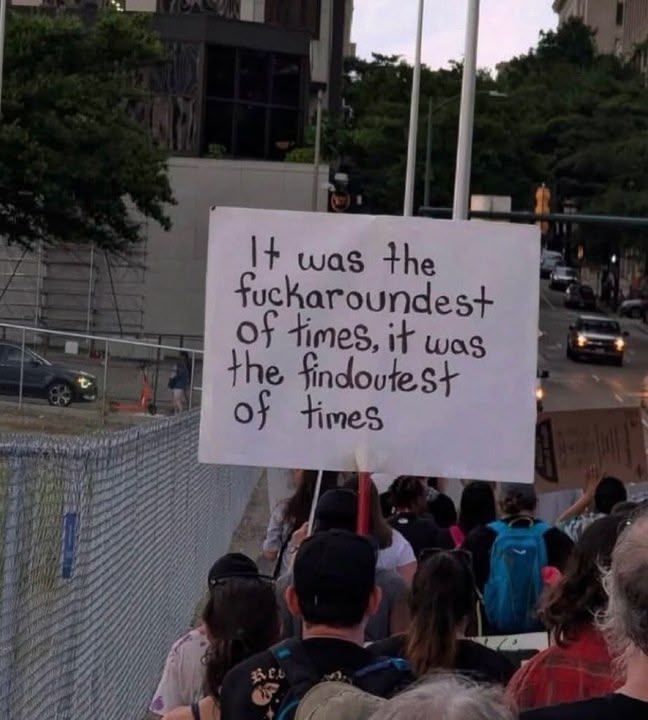 It was the
fuckaroundest
of times, it was
the findoutest
of times